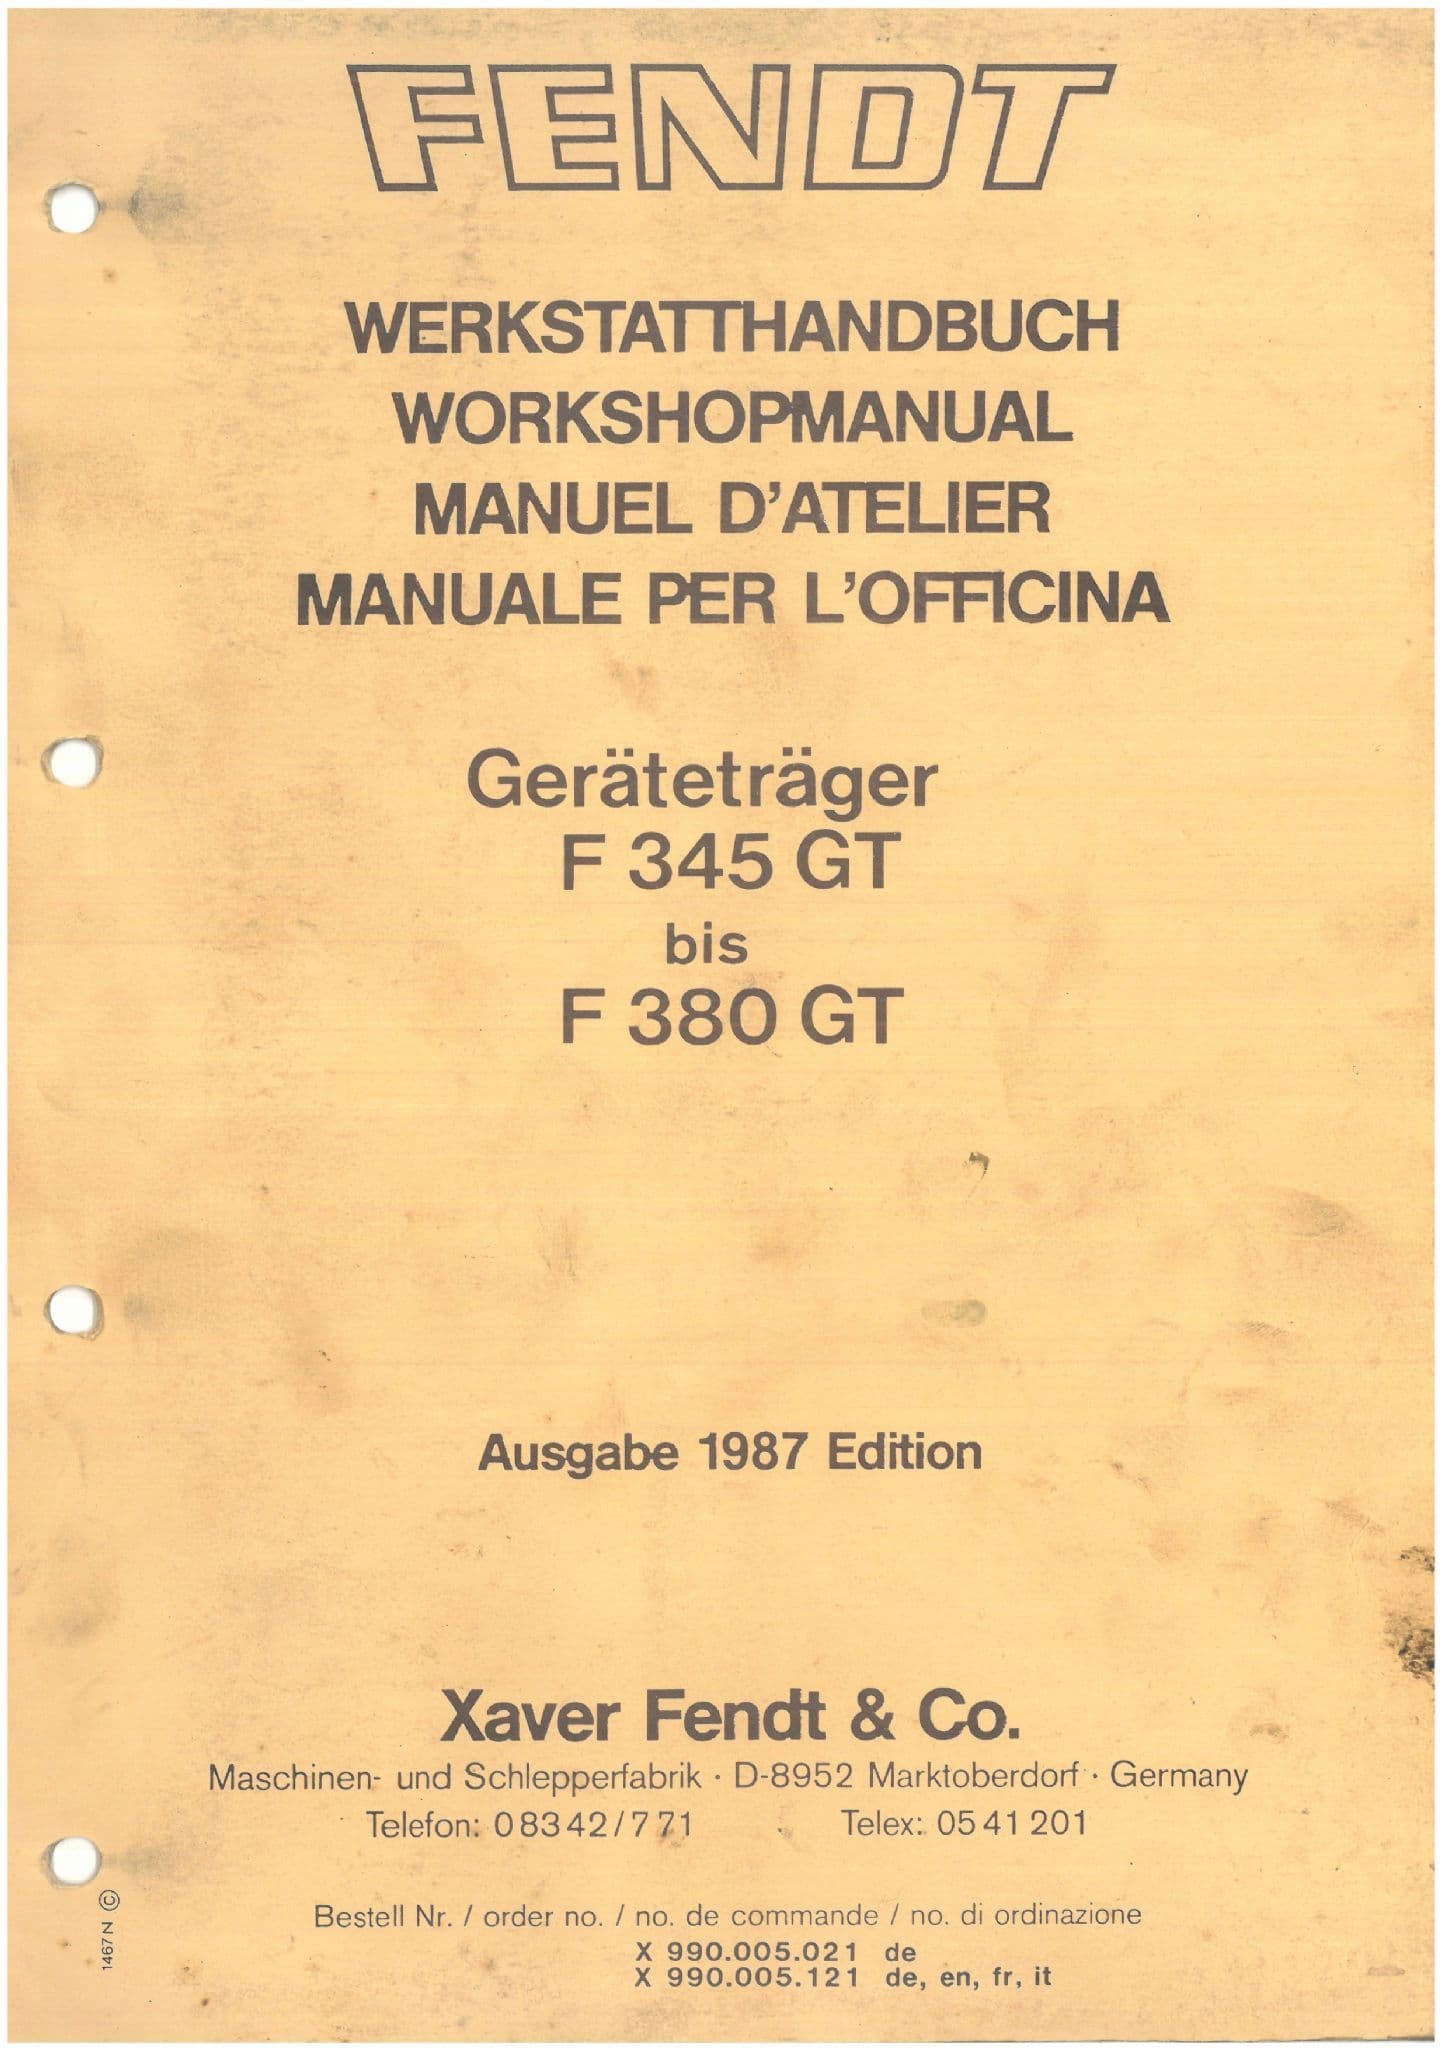 FENDT
WERKSTATTHANDBUCH
WORKSHOPMANUAL
MANUEL D'ATELIER
MANUALE PER L'OFFICINA
Geräteträger
F 345 GT
bis
F 380 GT
Ausgabe 1987 Edition
Xaver Fendt & Co.
Maschinen- und Schlepperfabrik · D-8952 Marktoberdorf · Germany
Telefon: 08342/771 Telex: 0541201
Bestell Nr. / order no. / no. de commande / no. di ordinazione
X 990.005.021 de
X 990.005.121 de, en, fr, it
1467 N ©